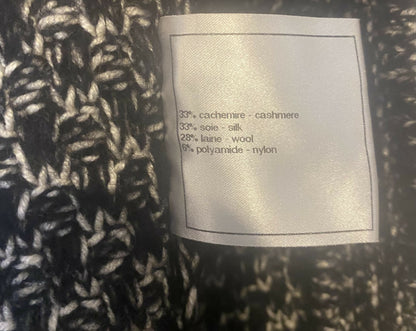 33% cachemire - cashmere
33% soie - silk
28% laine - wool
6% polyamide - nylon